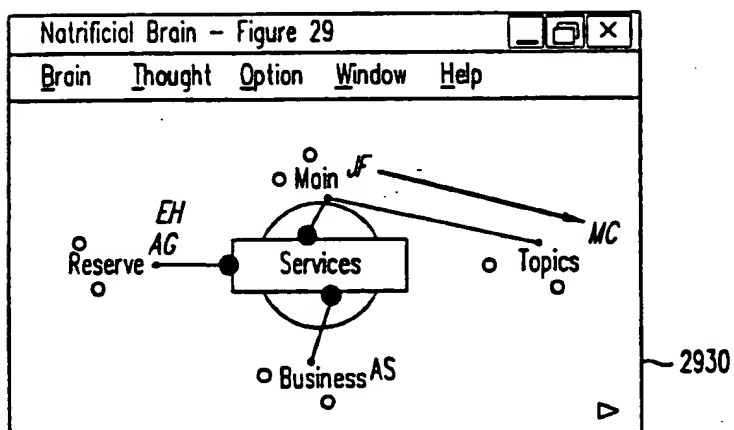 Natrificial Brain – Figure 29
Brain Thought Option Window Help
Main JF
EH
AG
MC
Reserve
Services
Topics
Business AS
2930